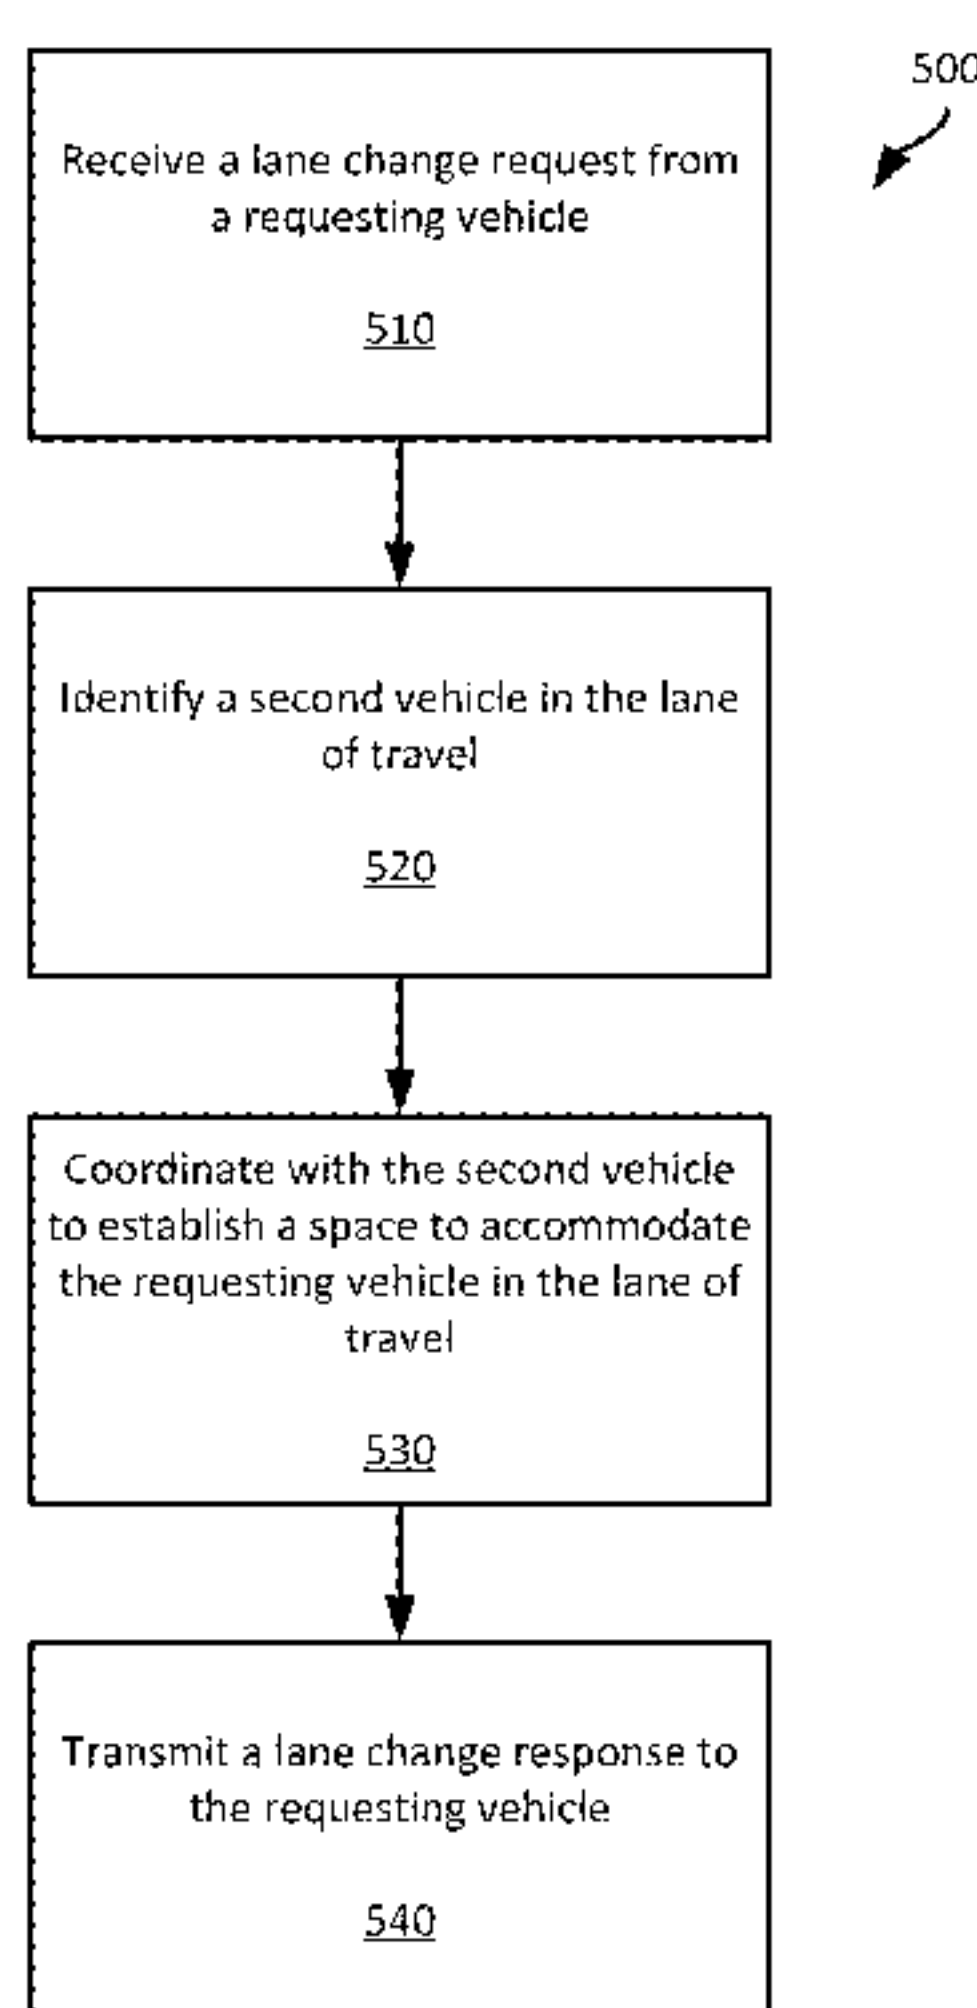 500
Receive a lane change request from
a requesting vehicle
510
Identify a second vehicle in the lane
of travel
520
Coordinate with the second vehicle
to establish a space to accommodate
the requesting vehicle in the lane of
travel
530
Transmit a lane change response to
the requesting vehicle
540